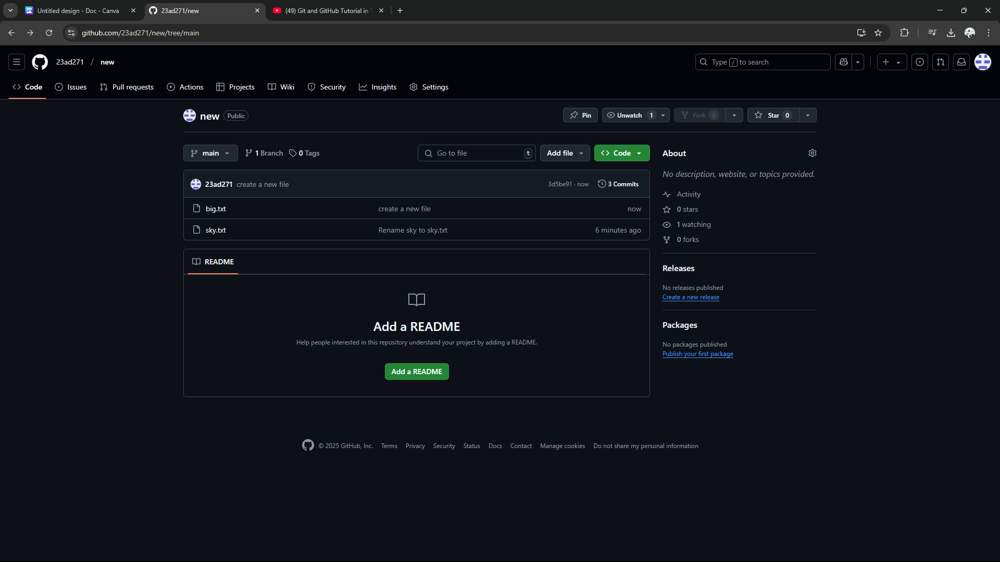 Untitled design - Doc - Canva
23ad271/new
(49) Git and GitHub Tutorial in
github.com/23ad271/new/tree/main
23ad271 / new
Type / to search
Code
Issues
Pull requests
Actions
Projects
Wiki
Security
Insights
Settings
new Public
Pin
Unwatch 1
Fork 0
Star 0
main
1 Branch
0 Tags
Go to file t
Add file
Code
23ad271 create a new file 3d5be91 · now 3 Commits
big.txt create a new file now
sky.txt Rename sky to sky.txt 6 minutes ago
README
Add a README
Help people interested in this repository understand your project by adding a README.
Add a README
About
No description, website, or topics provided.
Activity
0 stars
1 watching
0 forks
Releases
No releases published
Create a new release
Packages
No packages published
Publish your first package
© 2025 GitHub, Inc. Terms Privacy Security Status Docs Contact Manage cookies Do not share my personal information